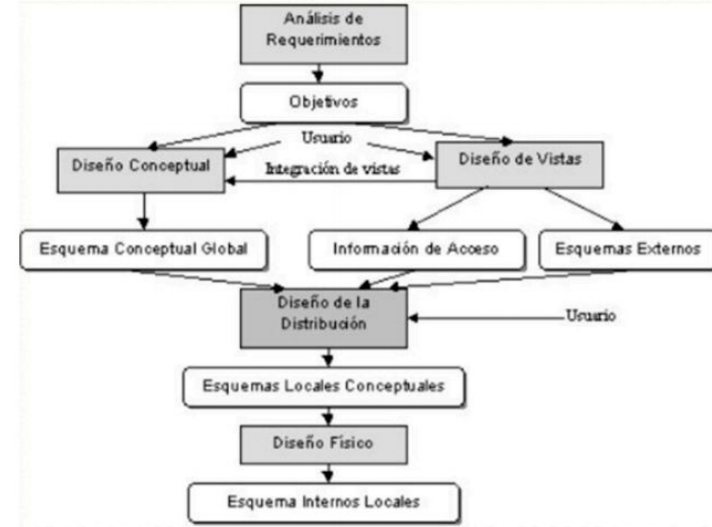 Análisis de
Requerimientos
Objetivos
Usuario
Diseño Conceptual
Diseño de Vistas
Integración de vistas
Esquema Conceptual Global
Información de Acceso
Esquemas Externos
Diseño de la
Distribución
Usuario
Esquemas Locales Conceptuales
Diseño Físico
Esquema Internos Locales